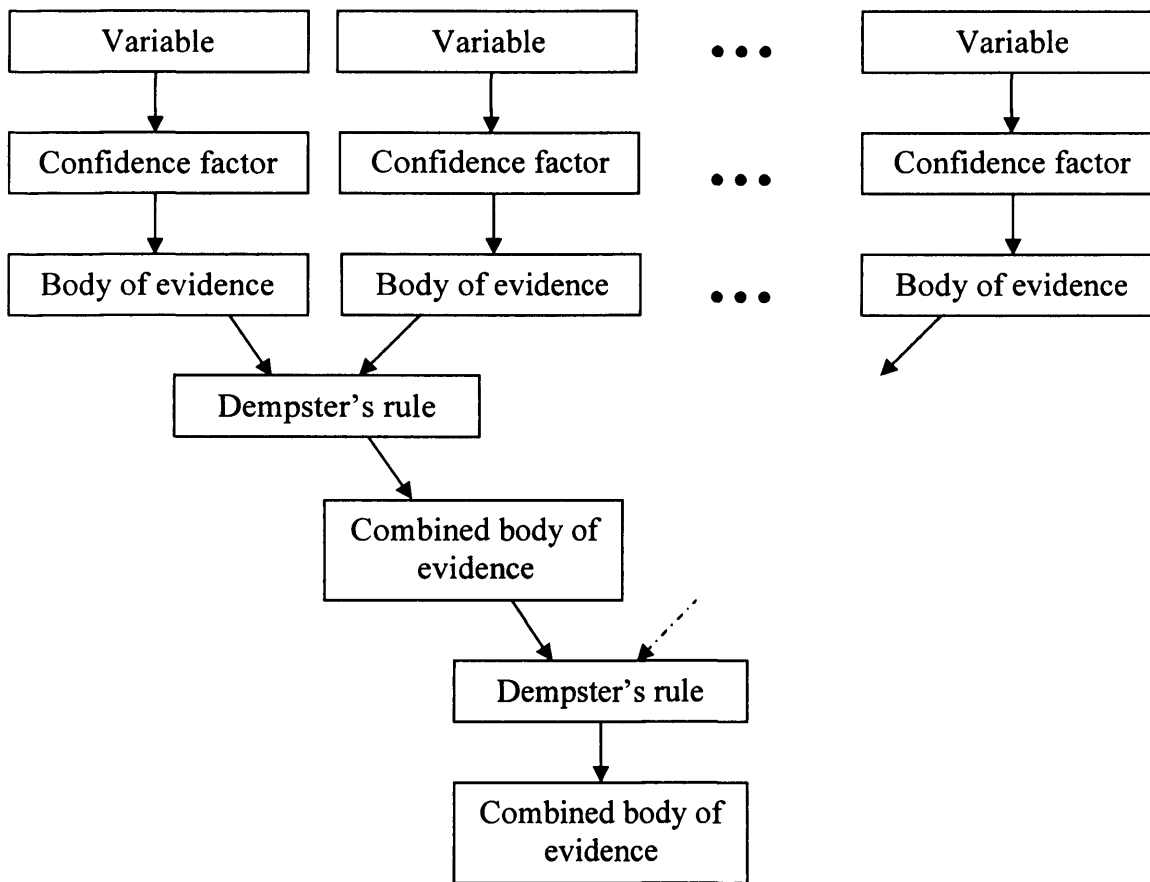 Variable
Variable
Variable
Confidence factor
Confidence factor
Confidence factor
Body of evidence
Body of evidence
Body of evidence
Dempster’s rule
Combined body of
evidence
Dempster’s rule
Combined body of
evidence